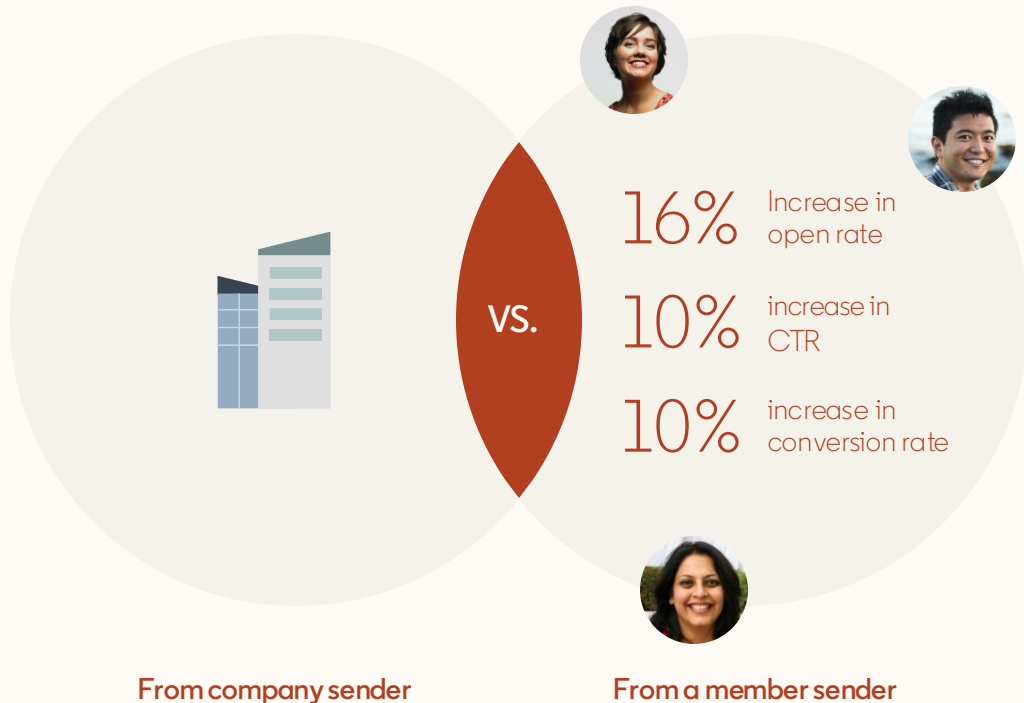 VS.
16%
Increase in
open rate
10%
increase in
CTR
10%
increase in
conversion rate
From company sender
From a member sender